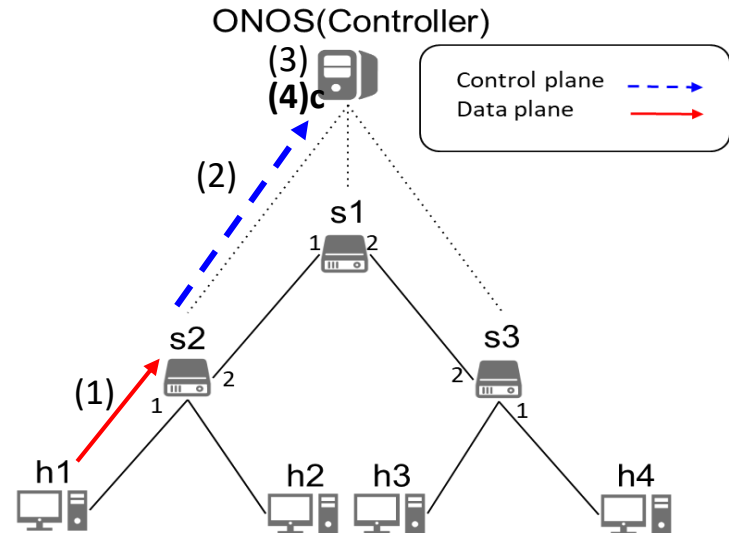 ONOS(Controller)
(3)
(4)c
Control plane
Data plane
(2)
s1
1 2
s2
s3
(1)
2
2
1
1
h1
h2
h3
h4